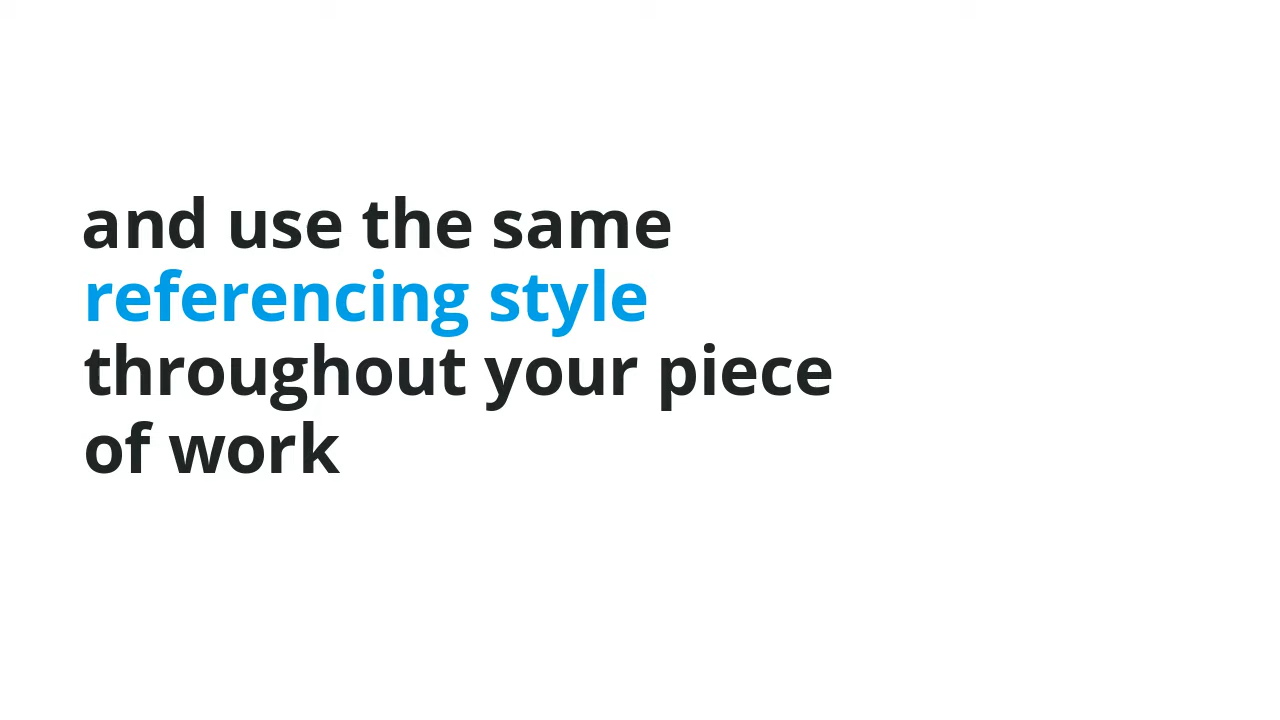 and use the same
referencing style
throughout your piece
of work